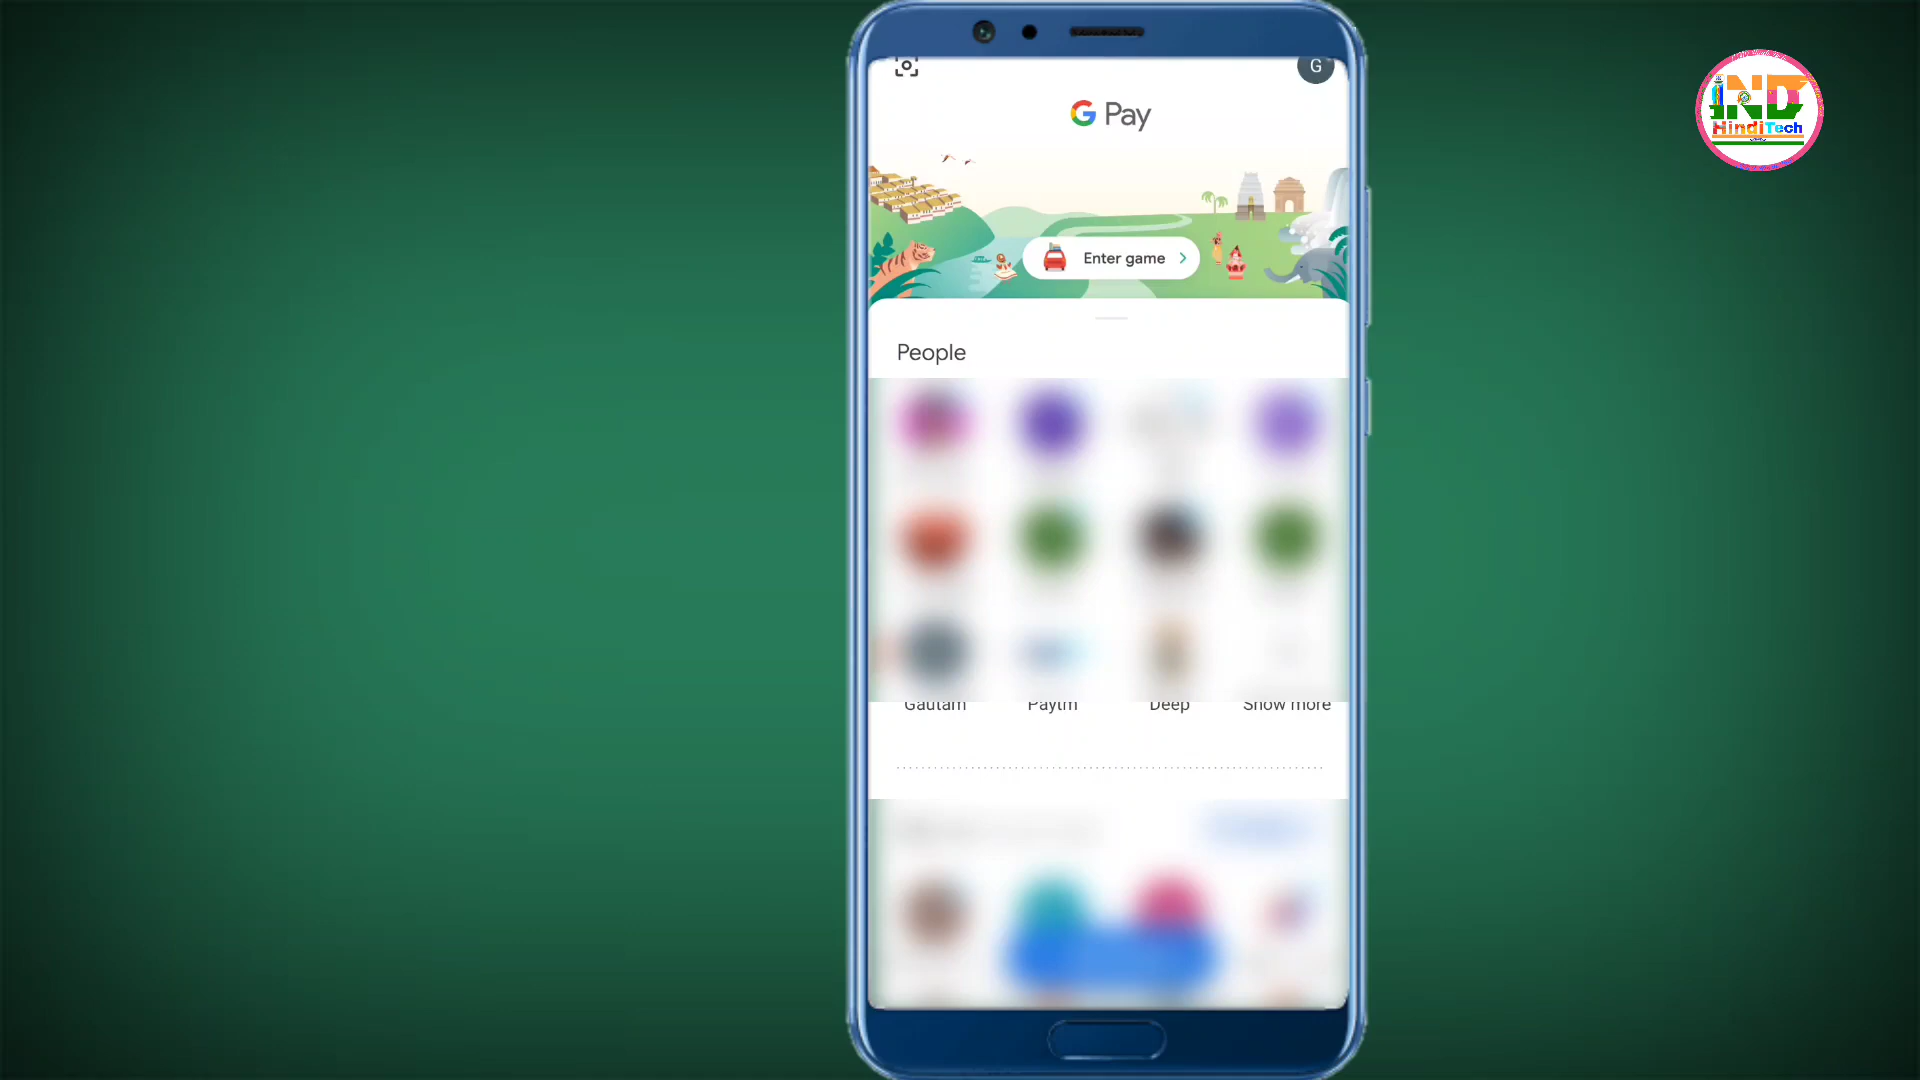 G
G Pay
IND
HindiTech
Enter game
People
Gautam Paytm Deep Show more